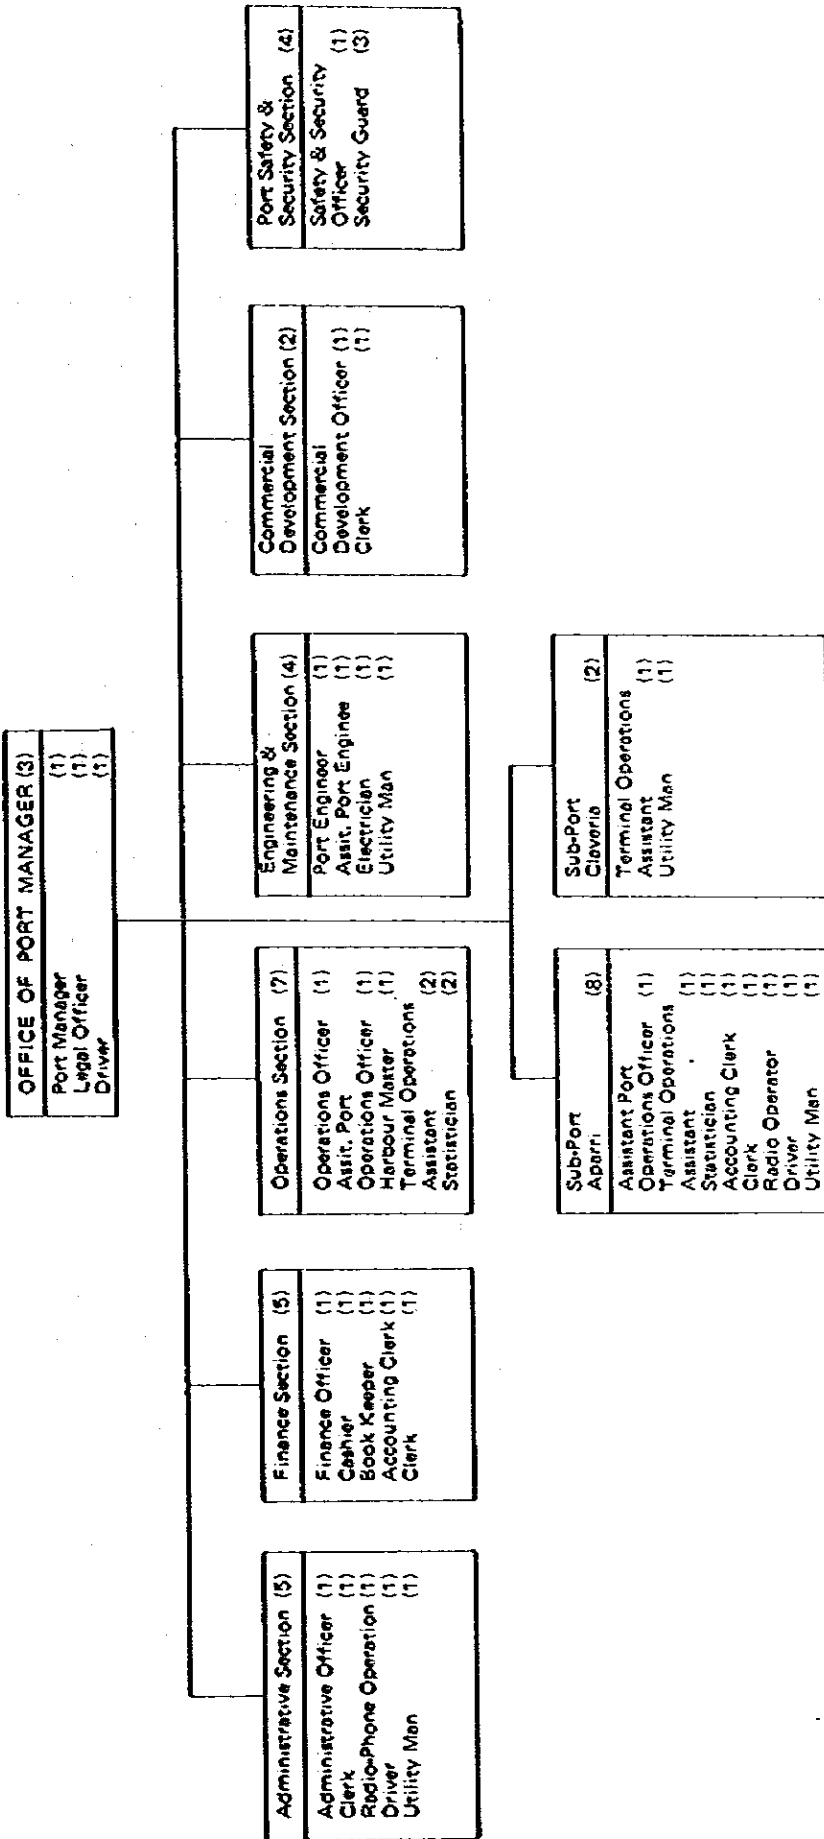 OFFICE OF PORT MANAGER (3)
Port Manager (1)
Legal Officer (1)
Driver (1)
Administrative Section (5)
Administrative Officer (1)
Clerk (1)
Radio-Phone Operation (1)
Driver (1)
Utility Man (1)
Finance Section (5)
Finance Officer (1)
Cashier (1)
Book Keeper (1)
Accounting Clerk (1)
Clerk (1)
Operations Section (7)
Operations Officer (1)
Assit. Port
Operations Officer (1)
Harbour Master (1)
Terminal Operations
Assistant (2)
Statistician (2)
Engineering &
Maintenance Section (4)
Port Engineer (1)
Assit. Port Enginee (1)
Electrician (1)
Utility Man (1)
Commercial
Development Section (2)
Commercial
Development Officer (1)
Clerk (1)
Port Safety &
Security Section (4)
Safety & Security
Officer (1)
Security Guard (3)
Sub-Port
Aparri (8)
Assistant Port
Operations Officer (1)
Terminal Operations
Assistant (1)
Statistician (1)
Accounting Clerk (1)
Clerk (1)
Radio Operator (1)
Driver (1)
Utility Man (1)
Sub-Port
Claveria (2)
Terminal Operations
Assistant (1)
Utility Man (1)